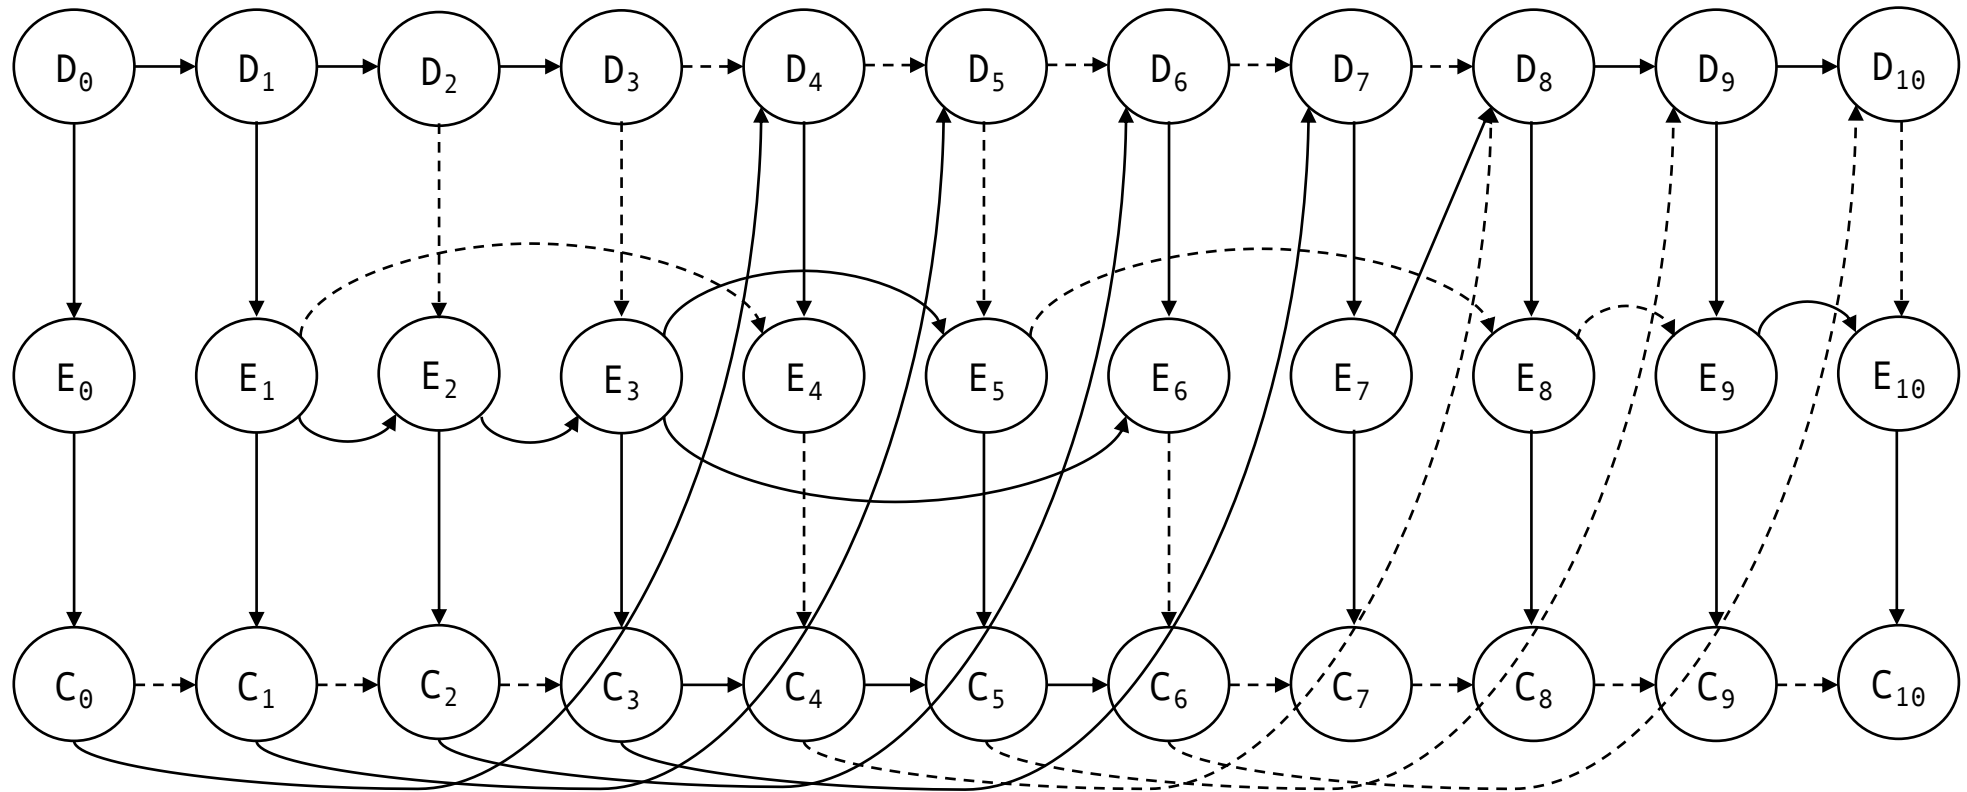 D₀ D₁ D₂ D₃ D₄ D₅ D₆ D₇ D₈ D₉ D₁₀
E₀ E₁ E₂ E₃ E₄ E₅ E₆ E₇ E₈ E₉ E₁₀
C₀ C₁ C₂ C₃ C₄ C₅ C₆ C₇ C₈ C₉ C₁₀